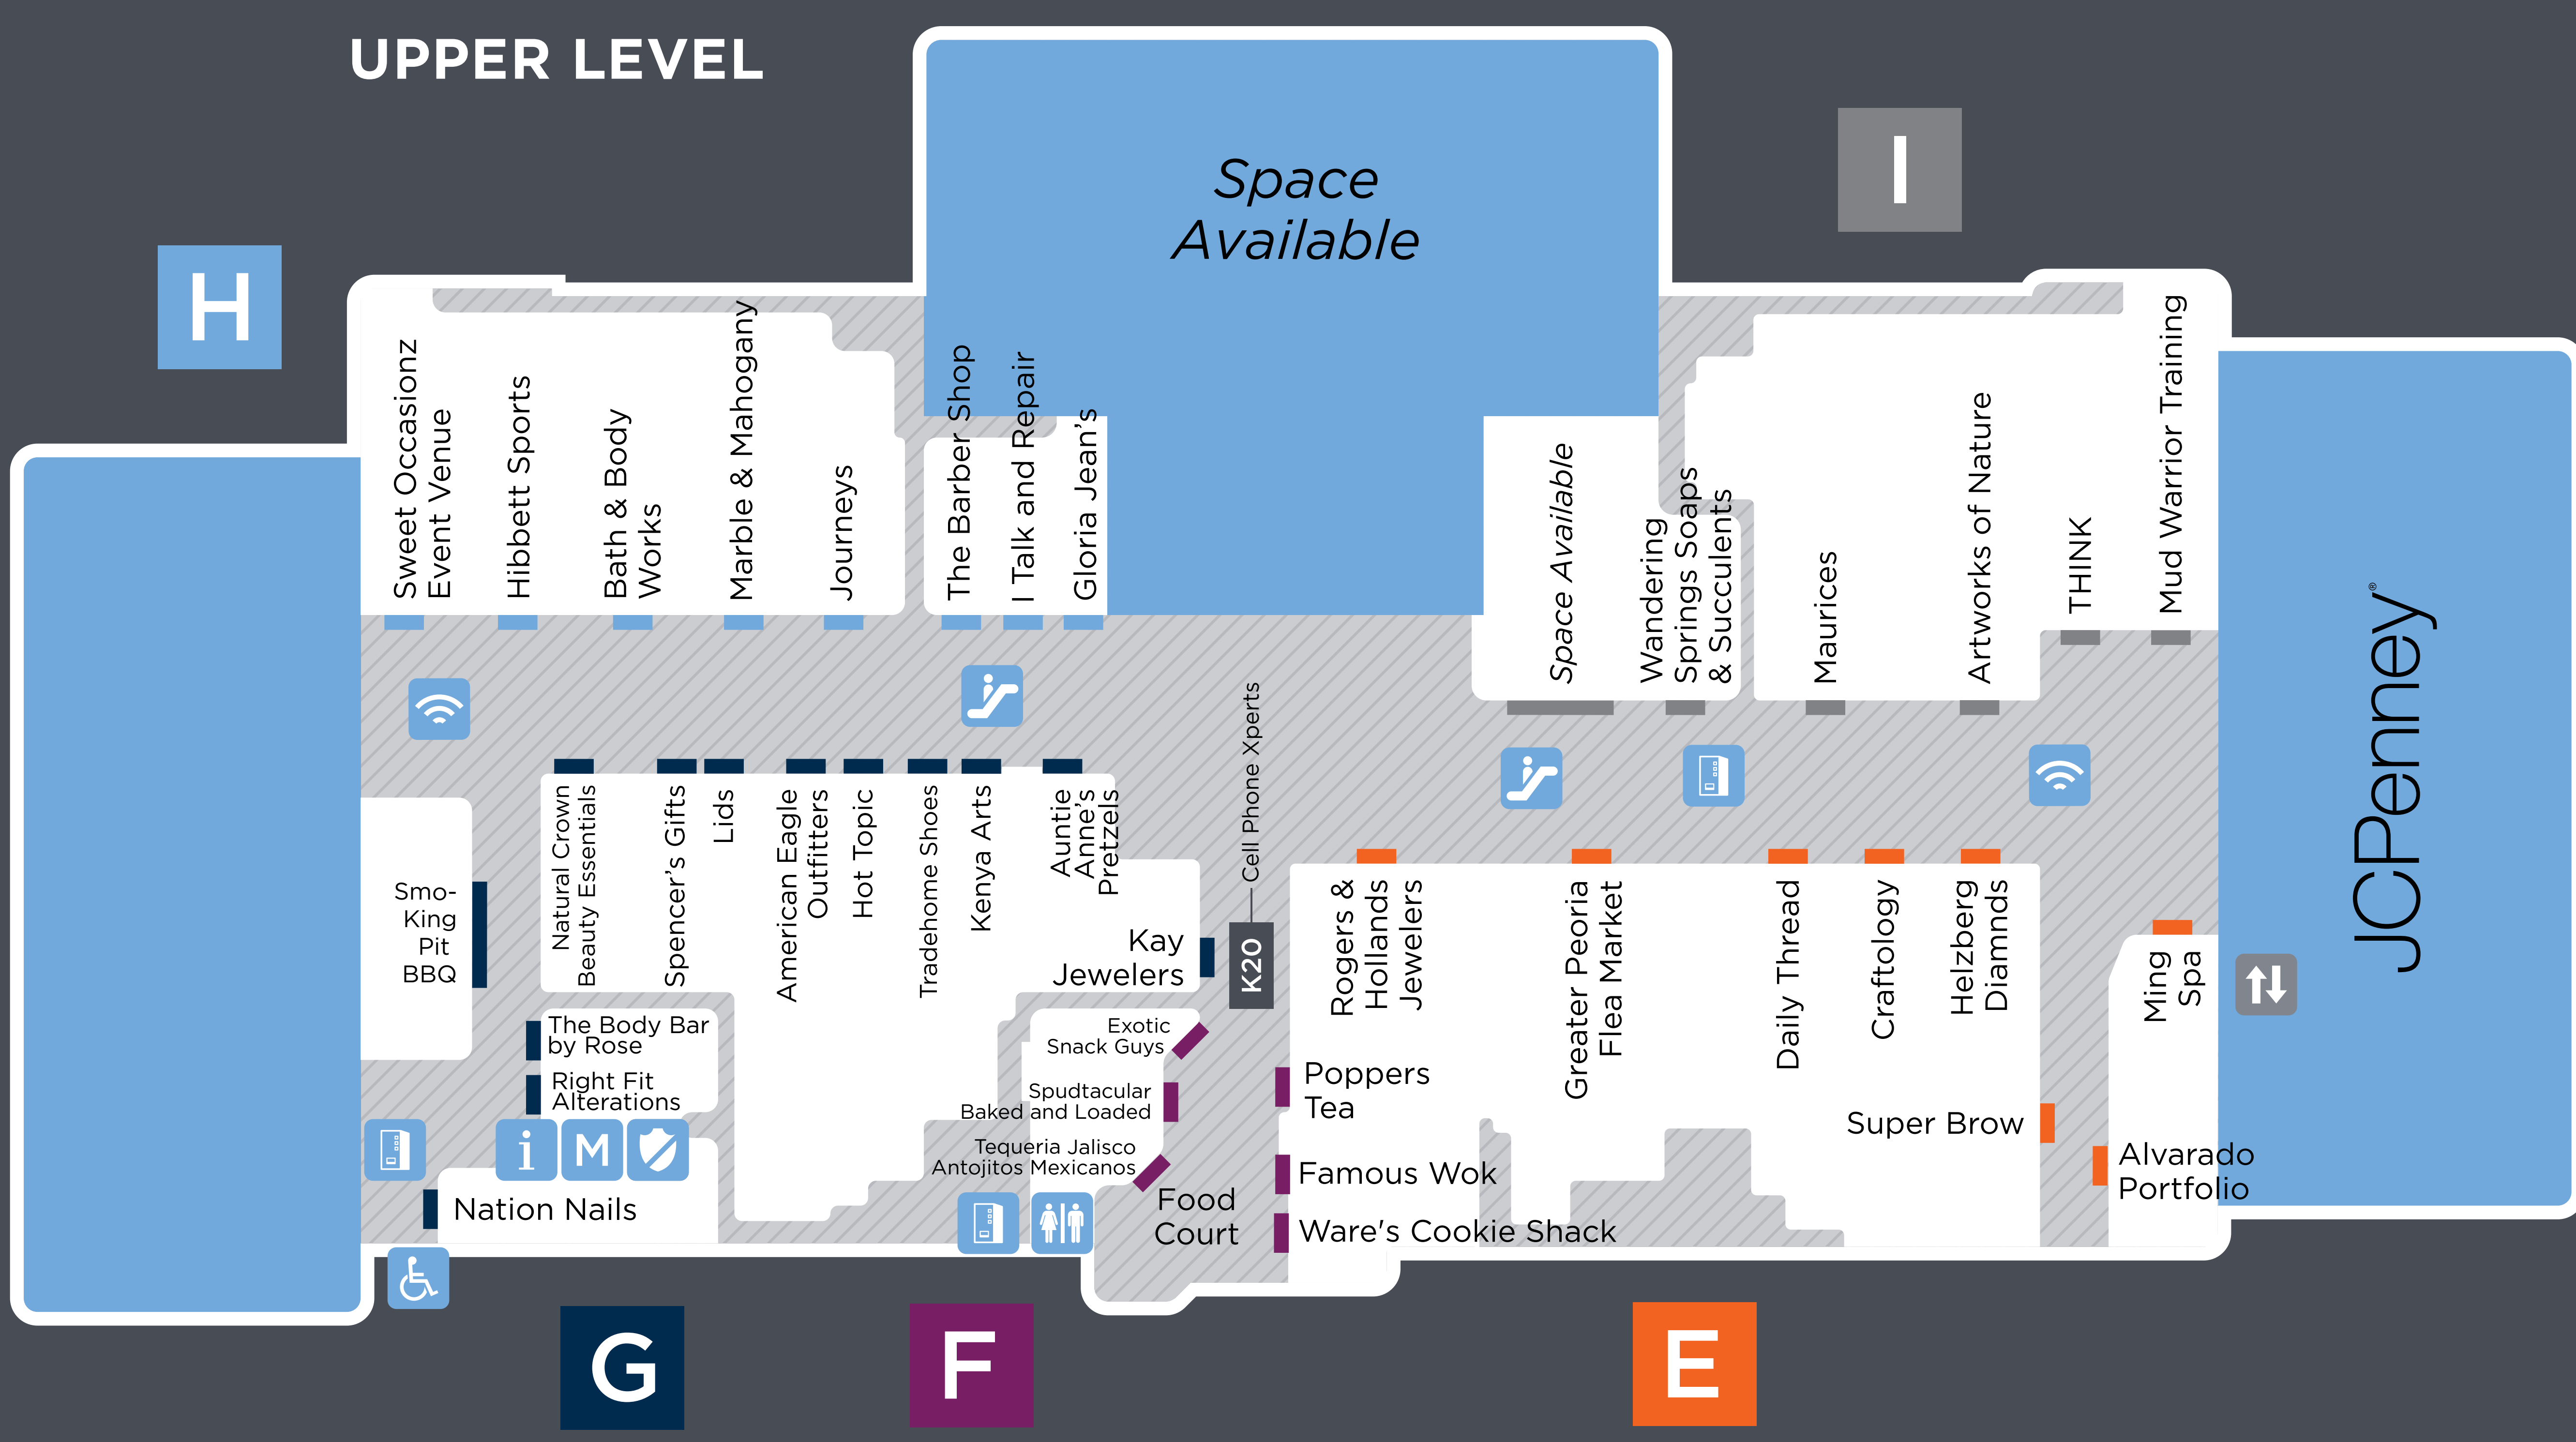 UPPER LEVEL
Space
Available
I
H
Sweet Occasionz
Event Venue
Hibbett Sports
Bath & Body
Works
Marble & Mahogany
Journeys
The Barber Shop
I Talk and Repair
Gloria Jean's
Space Available
Wandering
Springs Soaps
& Succulents
Maurices
Artworks of Nature
THINK
Mud Warrior Training
JCPenney®
Smo-
King
Pit
BBQ
Natural Crown
Beauty Essentials
Spencer's Gifts
Lids
American Eagle
Outfitters
Hot Topic
Tradehome Shoes
Kenya Arts
Auntie
Anne's
Pretzels
Kay
Jewelers
K20
Cell Phone Xperts
Rogers &
Hollands
Jewelers
Greater Peoria
Flea Market
Daily Thread
Craftology
Helzberg
Diamnds
Ming
Spa
The Body Bar
by Rose
Right Fit
Alterations
i
M
Nation Nails
Exotic
Snack Guys
Spudtacular
Baked and Loaded
Tequeria Jalisco
Antojitos Mexicanos
Food
Court
Poppers
Tea
Famous Wok
Ware's Cookie Shack
Super Brow
Alvarado
Portfolio
G
F
E